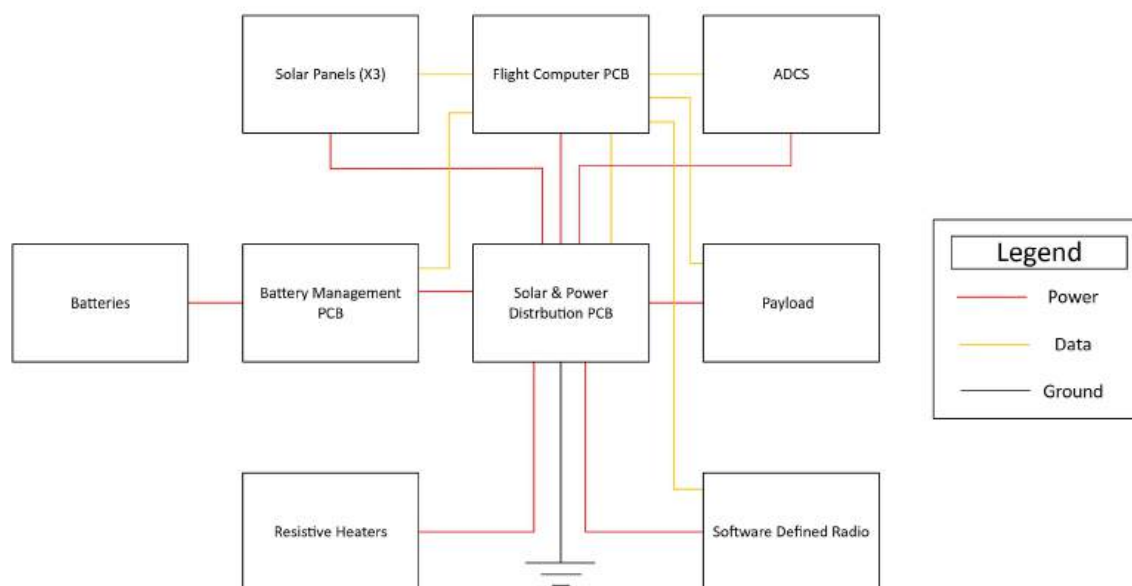 Solar Panels (X3)
Flight Computer PCB
ADCS
Batteries
Battery Management
PCB
Solar & Power
Distrbution PCB
Payload
Legend
Power
Data
Ground
Resistive Heaters
Software Defined Radio